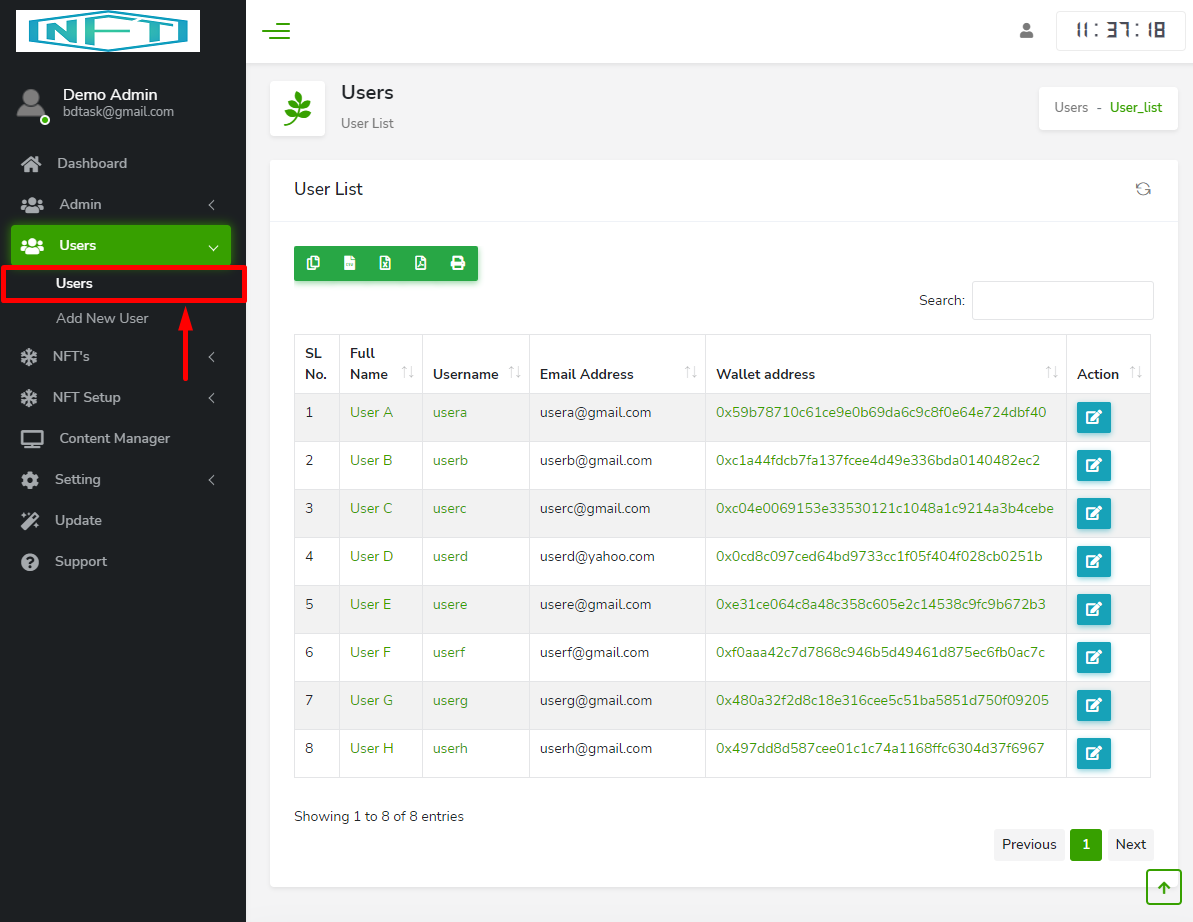 NFT
11:37:18
Demo Admin
bdtask@gmail.com
Dashboard
Admin
Users
Users
Add New User
NFT's
NFT Setup
Content Manager
Setting
Update
Support
Users
User List
Users - User_list
User List
Search:
SL No. Full Name Username Email Address Wallet address Action
1 User A usera usera@gmail.com 0x59b78710c61ce9e0b69da6c9c8f0e64e724dbf40
2 User B userb userb@gmail.com 0xc1a44fdcb7fa137fcee4d49e336bda0140482ec2
3 User C userc userc@gmail.com 0xc04e0069153e33530121c1048a1c9214a3b4cebe
4 User D userd userd@yahoo.com 0x0cd8c097ced64bd9733cc1f05f404f028cb0251b
5 User E usere usere@gmail.com 0xe31ce064c8a48c358c605e2c14538c9fc9b672b3
6 User F userf userf@gmail.com 0xf0aaa42c7d7868c946b5d49461d875ec6fb0ac7c
7 User G userg userg@gmail.com 0x480a32f2d8c18e316cee5c51ba5851d750f09205
8 User H userh userh@gmail.com 0x497dd8d587cee01c1c74a1168ffc6304d37f6967
Showing 1 to 8 of 8 entries
Previous 1 Next